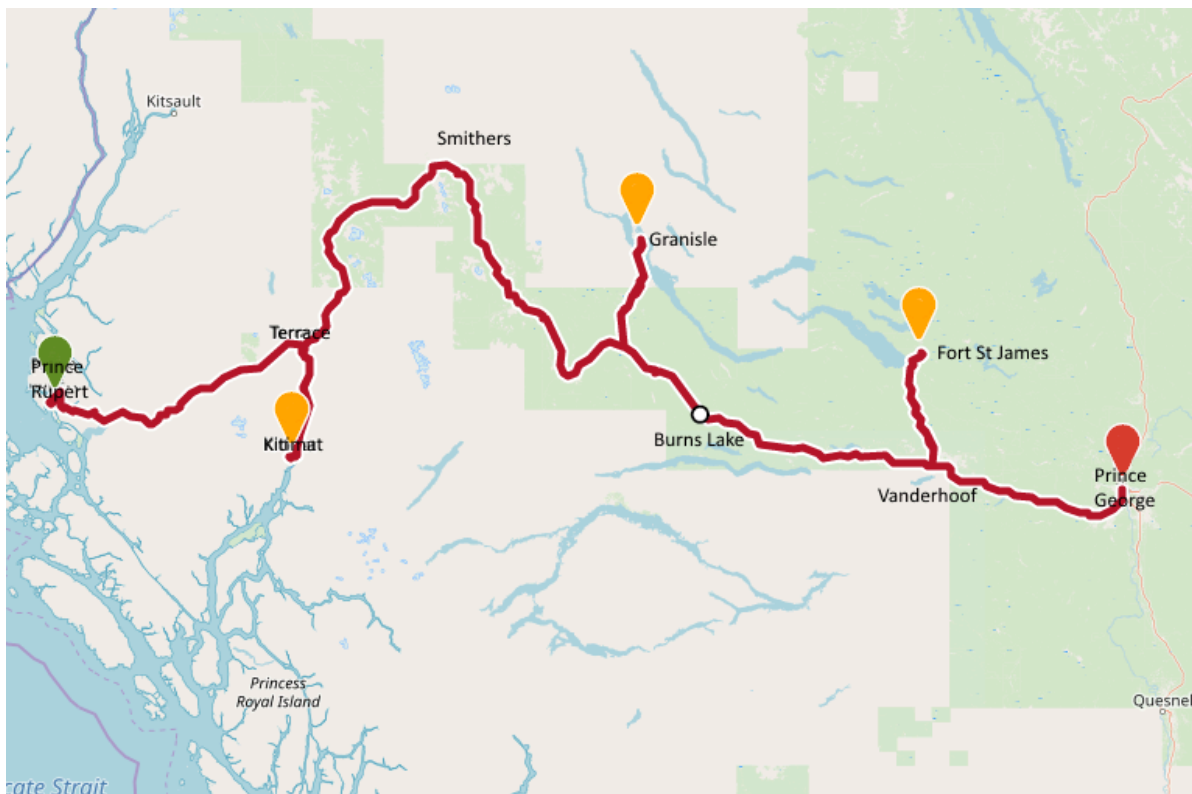 Kitsault
Smithers
Granisle
Terrace
Fort St James
Prince
Rupert
Burns Lake
Kitimat
Vanderhoof
Prince
George
Princess
Royal Island
Quesnel
cate Strait